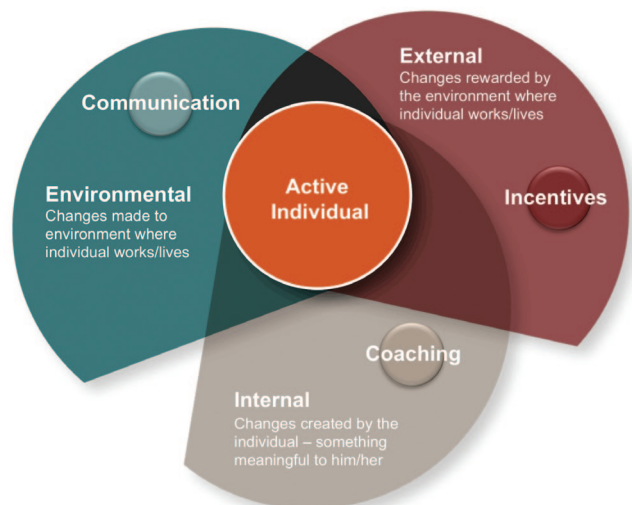 Communication
Environmental
Changes made to
environment where
individual works/lives
Active
Individual
External
Changes rewarded by
the environment where
individual works/lives
Incentives
Coaching
Internal
Changes created by the
individual – something
meaningful to him/her